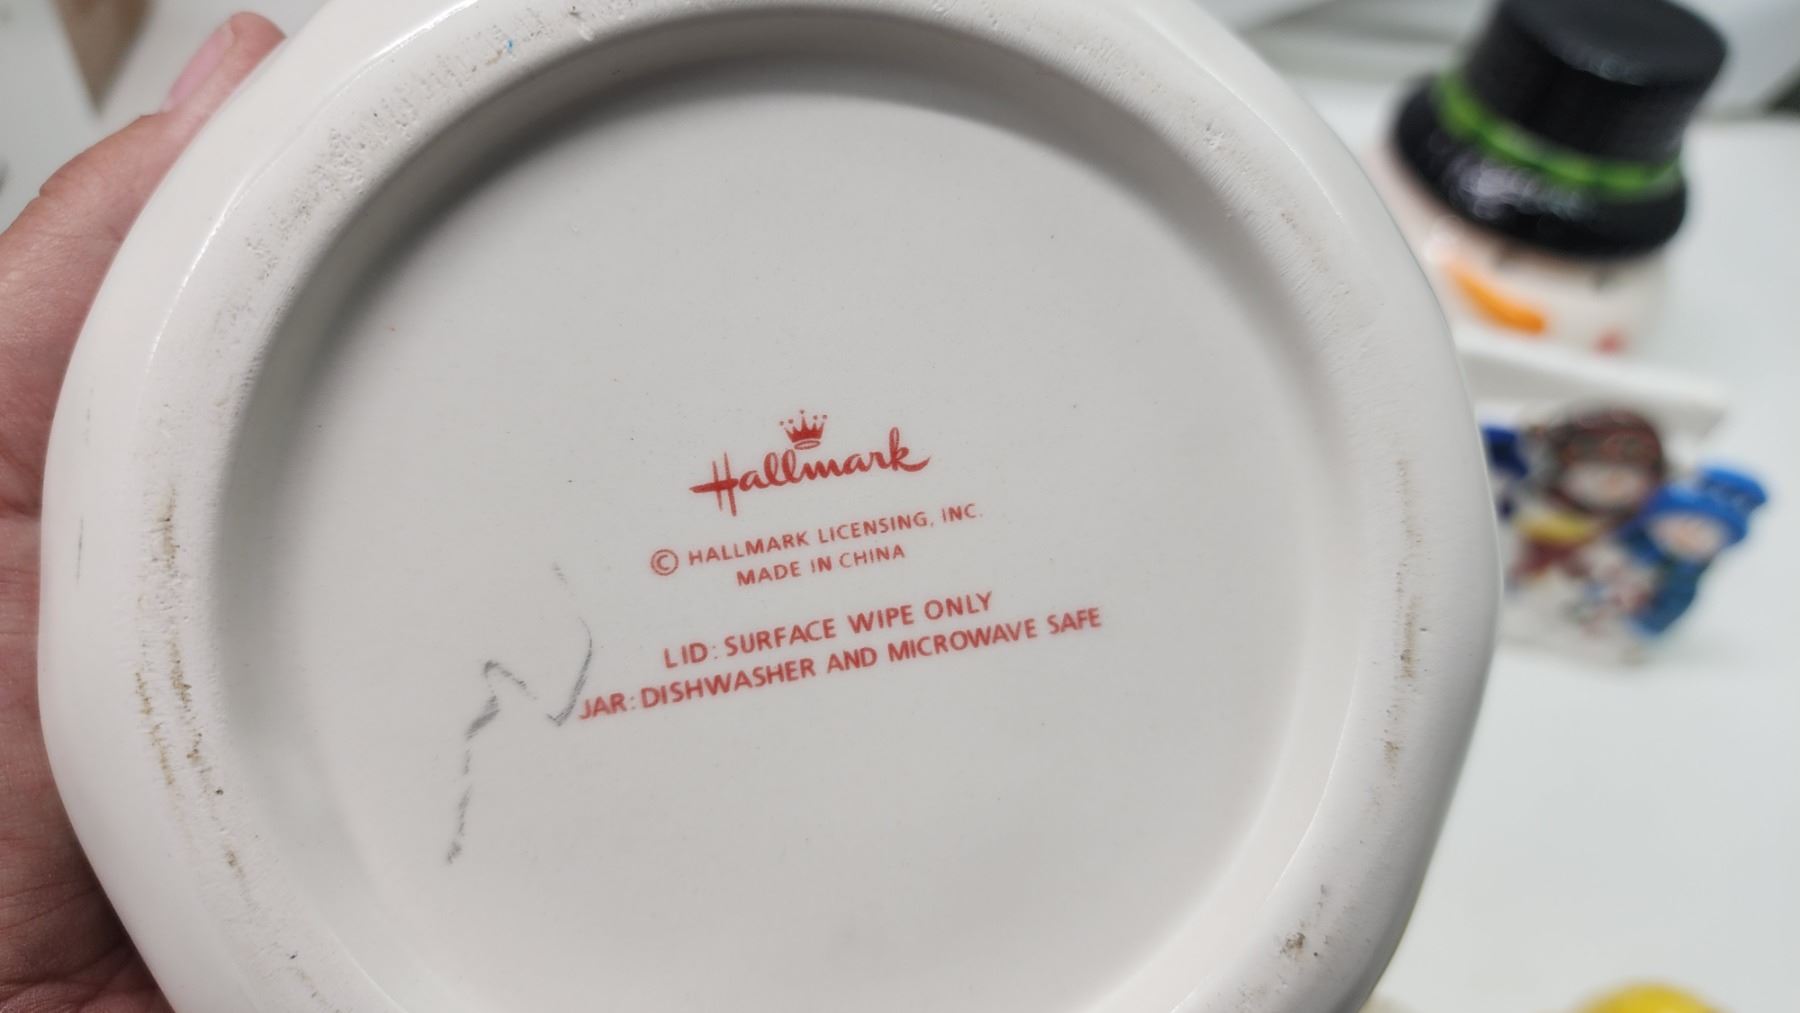 Hallmark
© HALLMARK LICENSING, INC.
MADE IN CHINA
LID: SURFACE WIPE ONLY
JAR: DISHWASHER AND MICROWAVE SAFE